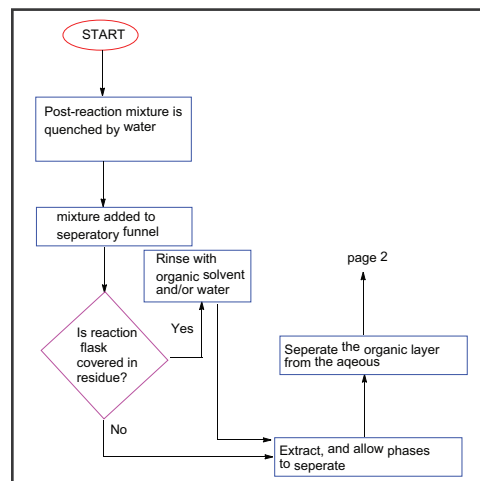 START
Post-reaction mixture is
quenched by water
mixture added to
seperatory funnel
Rinse with
organic solvent
and/or water
Is reaction
flask
covered in
residue?
Yes
No
Extract, and allow phases
to seperate
Seperate the organic layer
from the aqeous
page 2